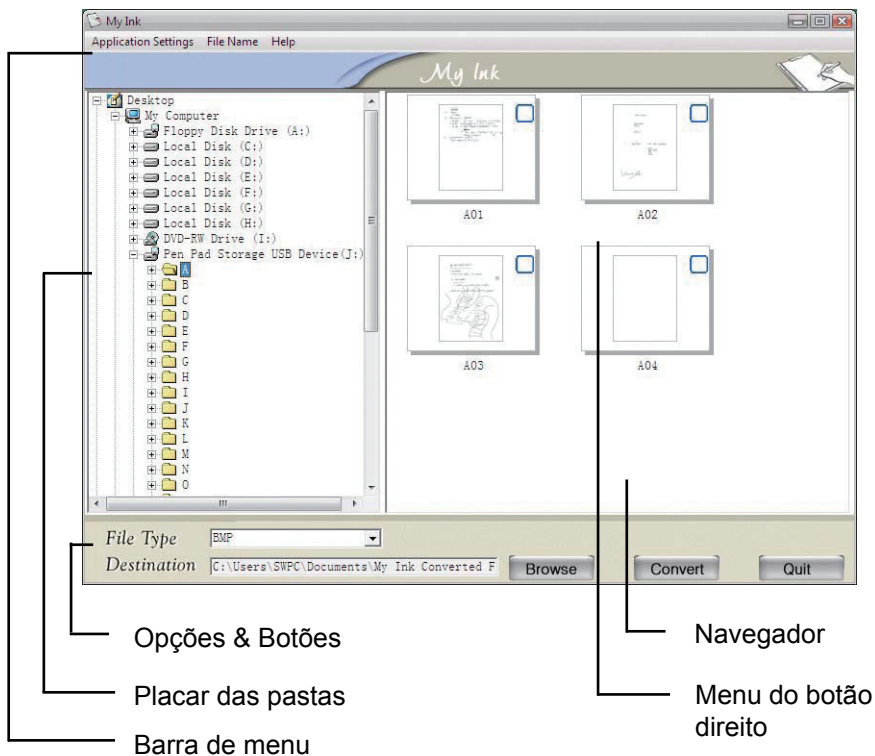 My Ink
Application Settings File Name Help
My Ink
Desktop
My Computer
Floppy Disk Drive (A:)
Local Disk (C:)
Local Disk (D:)
Local Disk (E:)
Local Disk (F:)
Local Disk (G:)
Local Disk (H:)
DVD-RW Drive (I:)
Pen Pad Storage USB Device(J:)
A
B
C
D
E
F
G
H
I
J
K
L
M
N
O
A01 A02
A03 A04
File Type BMP
Destination C:\Users\SWPC\Documents\My Ink Converted F Browse Convert Quit
Opções & Botões
Placar das pastas
Barra de menu
Navegador
Menu do botão
direito